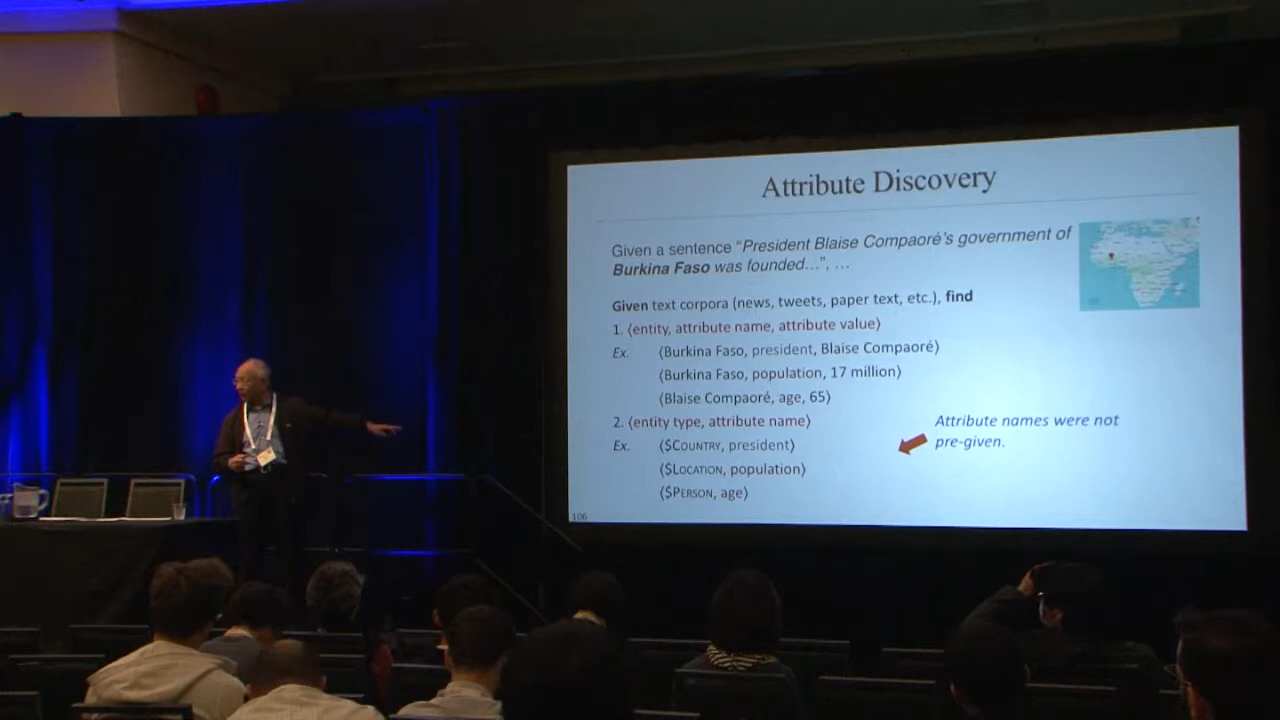 Attribute Discovery
Given a sentence “President Blaise Compaoré’s government of
Burkina Faso was founded…”, …
Given text corpora (news, tweets, paper text, etc.), find
1. ⟨entity, attribute name, attribute value⟩
Ex. ⟨Burkina Faso, president, Blaise Compaoré⟩
⟨Burkina Faso, population, 17 million⟩
⟨Blaise Compaoré, age, 65⟩
2. ⟨entity type, attribute name⟩
Attribute names were not
pre-given.
Ex. ⟨$COUNTRY, president⟩
⟨$LOCATION, population⟩
⟨$PERSON, age⟩
106